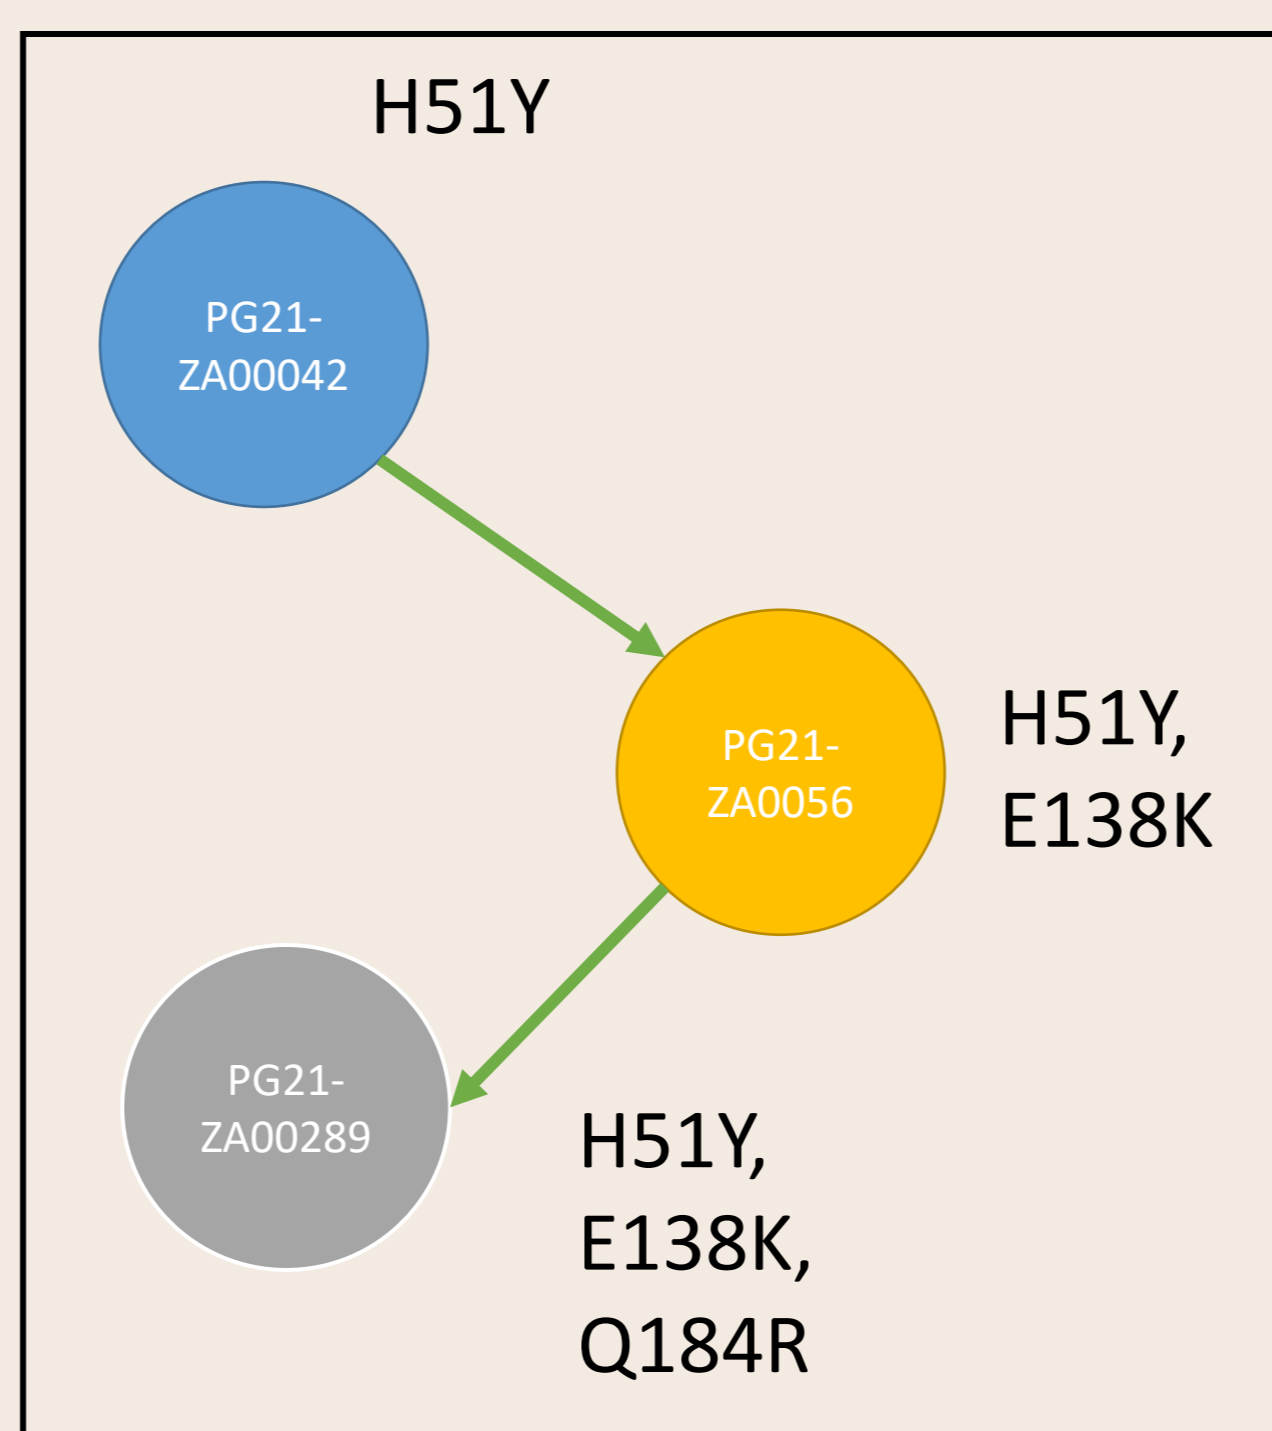 H51Y
PG21-
ZA00042
PG21-
ZA0056
H51Y,
E138K
PG21-
ZA00289
H51Y,
E138K,
Q184R